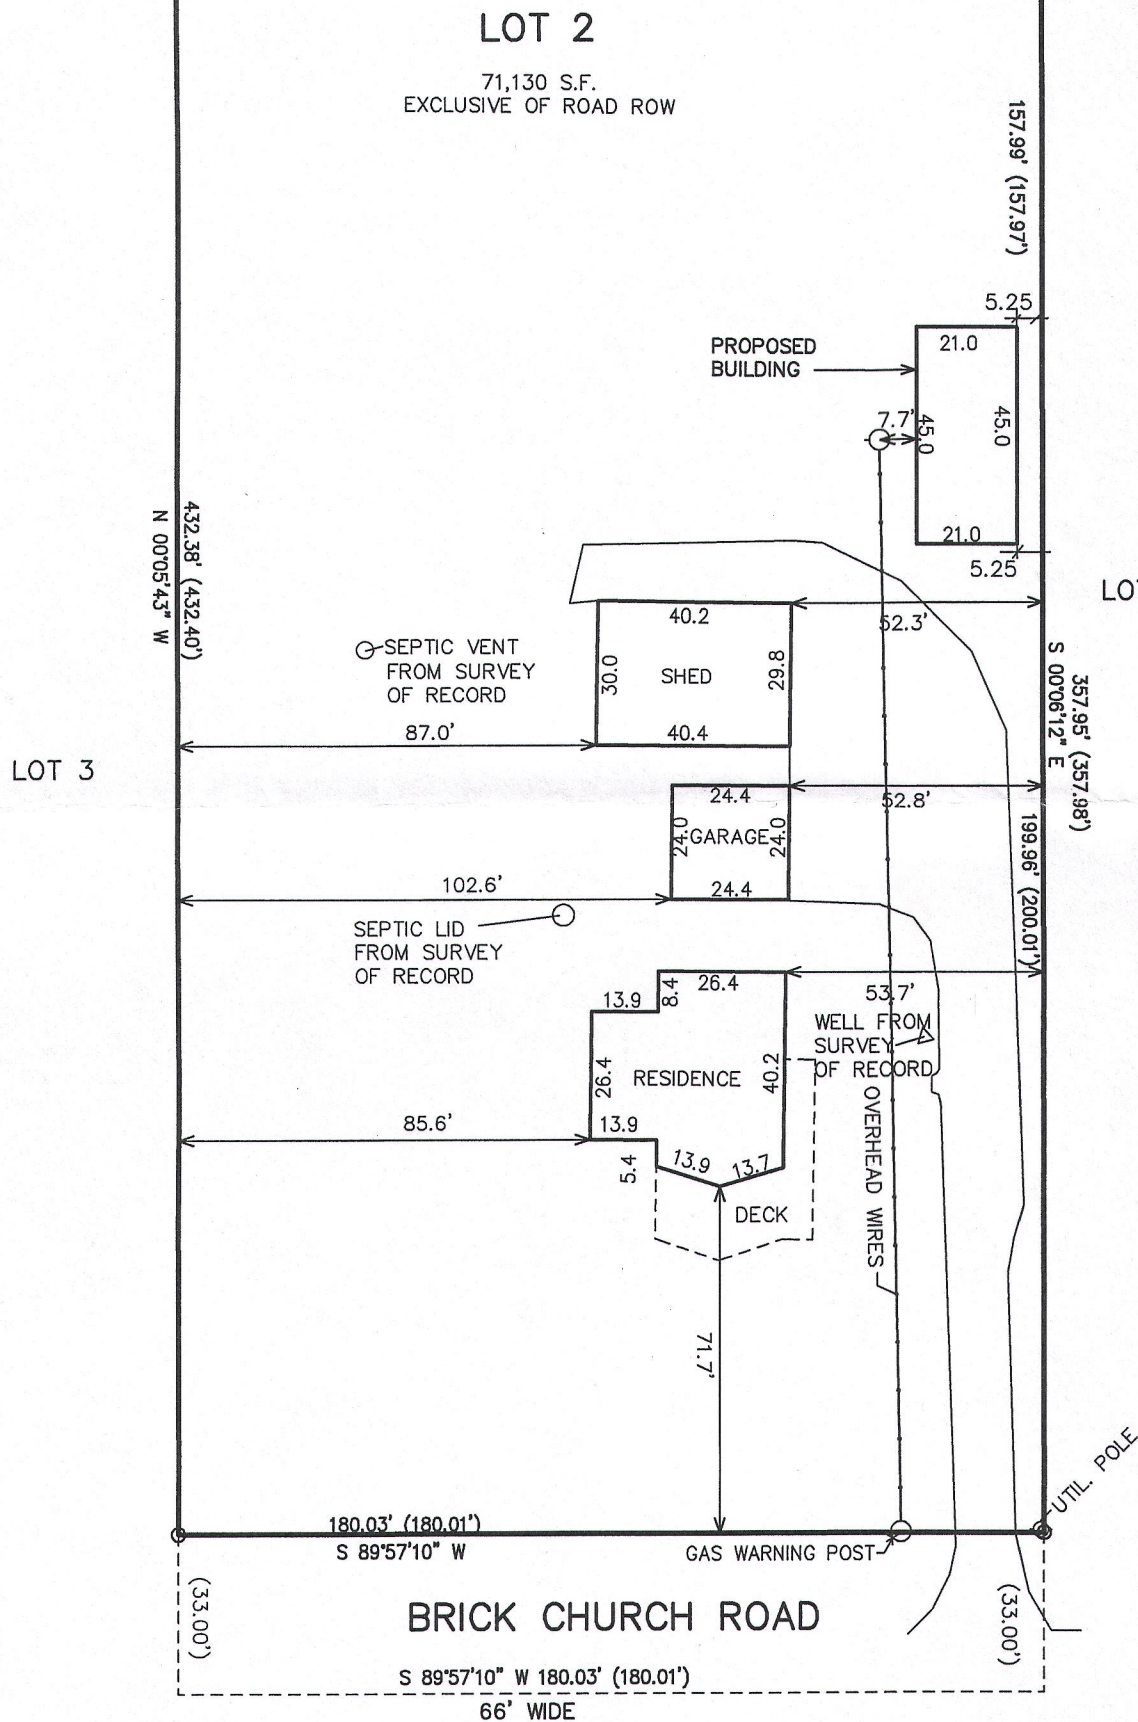 LOT 2
71,130 S.F.
EXCLUSIVE OF ROAD ROW
157.99' (157.97')
5.25
PROPOSED
BUILDING
21.0
7.7'
45.0
45.0
21.0
5.25
432.38' (432.40')
N 00°05'43" W
40.2
52.3'
SEPTIC VENT
FROM SURVEY
OF RECORD
30.0
SHED
29.8
S 00°06'12" E
357.95' (357.98')
87.0'
40.4
LOT 3
24.4
52.8'
24.0
GARAGE
24.0
199.96' (200.01')
102.6'
24.4
SEPTIC LID
FROM SURVEY
OF RECORD
8.4
26.4
53.7'
13.9
WELL FROM
SURVEY
OF RECORD
26.4
RESIDENCE
40.2
OVERHEAD WIRES
85.6'
13.9
5.4
13.9
13.7
DECK
71.7'
UTIL. POLE
180.03' (180.01')
S 89°57'10" W
GAS WARNING POST
(33.00')
BRICK CHURCH ROAD
(33.00')
S 89°57'10" W 180.03' (180.01')
66' WIDE